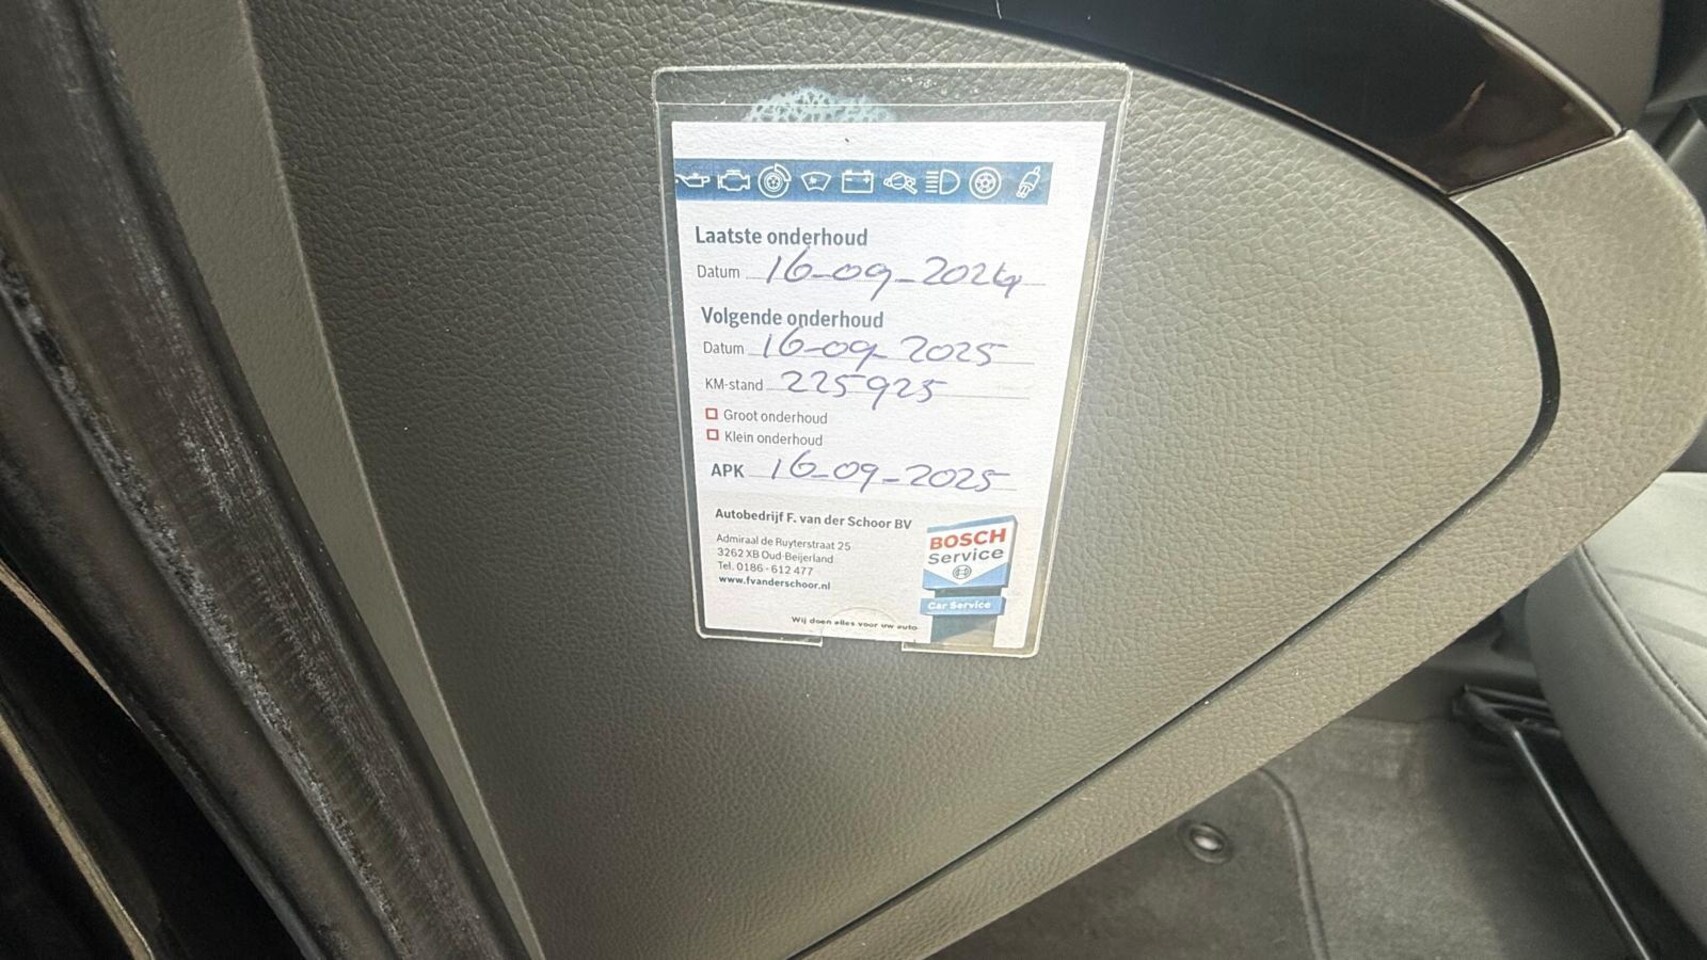 Laatste onderhoud
Datum 16-09-2024
Volgende onderhoud
Datum 16-09-2025
KM-stand 225925
Groot onderhoud
Klein onderhoud
APK 16-09-2025
Autobedrijf F. van der Schoor BV
Admiraal de Ruyterstraat 25
3262 XB Oud-Beijerland
Tel. 0186 - 612 477
www.fvanderschoor.nl
BOSCH
Service
Car Service
Wij doen alles voor uw auto